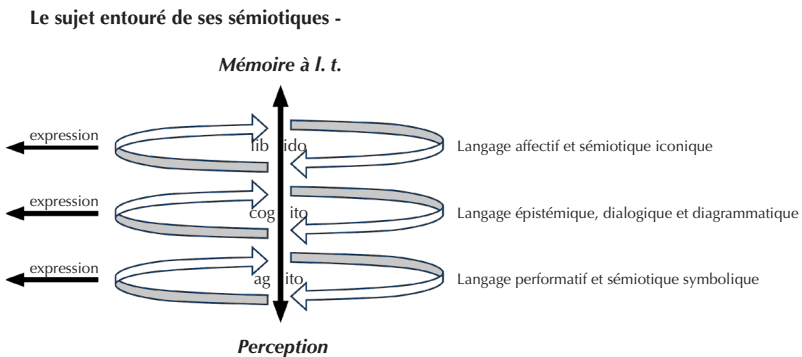 Le sujet entouré de ses sémiotiques -
Mémoire à l. t.
expression
lib ido
Langage affectif et sémiotique iconique
expression
cog ito
Langage épistémique, dialogique et diagrammatique
expression
ag ito
Langage performatif et sémiotique symbolique
Perception